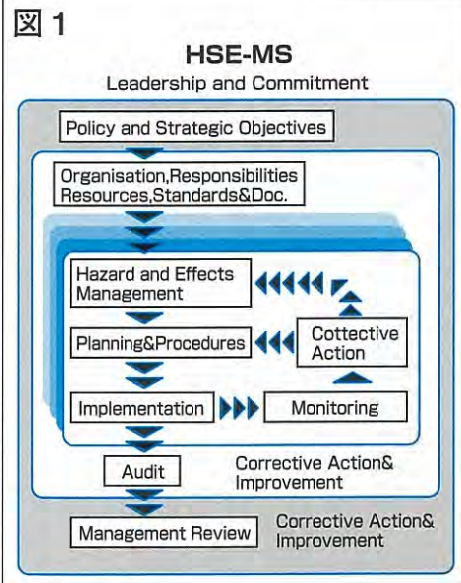 図 1
HSE-MS
Leadership and Commitment
Policy and Strategic Objectives
Organisation,Responsibilities
Resources,Standards&Doc.
Hazard and Effects
Management
Planning&Procedures
Cottective
Action
Implementation
Monitoring
Audit
Corrective Action&
Improvement
Management Review
Corrective Action&
Improvement